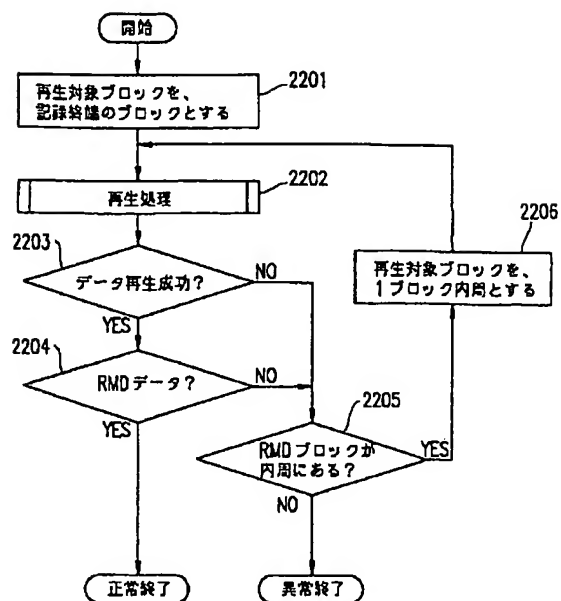 開始
2201
再生対象ブロックを、
記録終端のブロックとする
2202
再生処理
2206
2203
再生対象ブロックを、
1ブロック内周とする
データ再生成功?
NO
YES
2204
RMDデータ?
NO
2205
YES
RMDブロックが
内周にある?
YES
NO
正常終了
異常終了